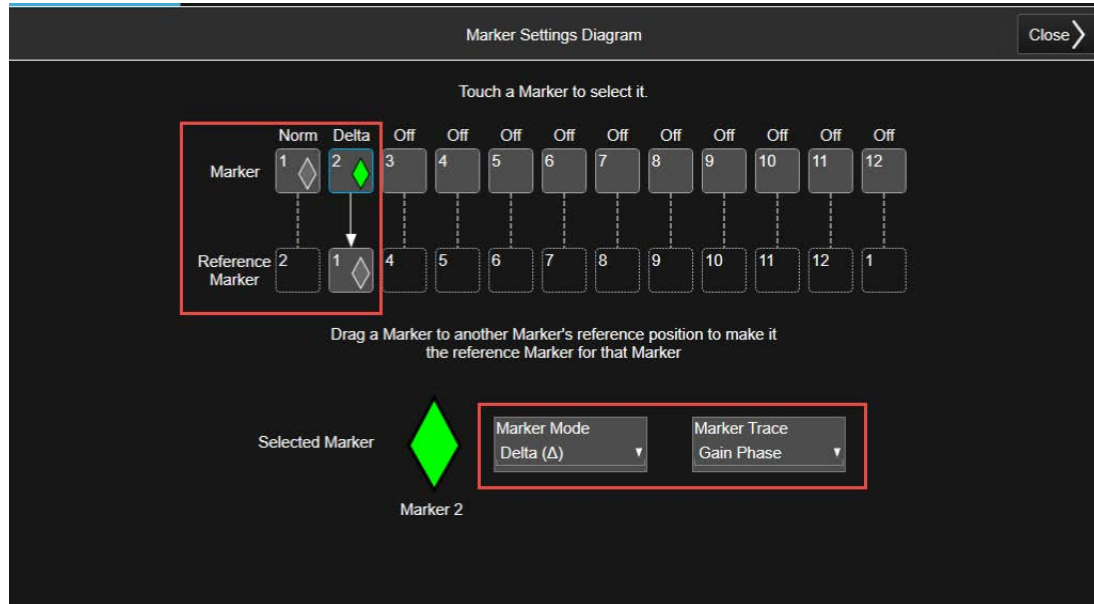 Marker Settings Diagram
Close
Touch a Marker to select it.
Norm Delta Off Off Off Off Off Off Off Off Off Off
Marker 1 2 3 4 5 6 7 8 9 10 11 12
Reference Marker 2 1 4 5 6 7 8 9 10 11 12 1
Drag a Marker to another Marker's reference position to make it
the reference Marker for that Marker
Selected Marker
Marker Mode
Delta (Δ)
Marker Trace
Gain Phase
Marker 2